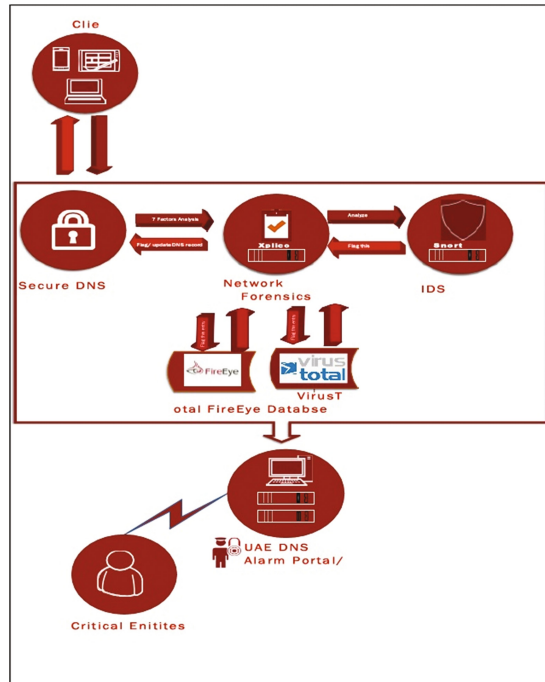 Clie
7 Factors Analysis
Analyze
Flag/ update DNS record
Xplico
Flag this
Snort
Secure DNS
Network
Forensics
IDS
FireEye
virus
total
VirusT
otal FireEye Databse
UAE DNS
Alarm Portal/
Critical Enitites